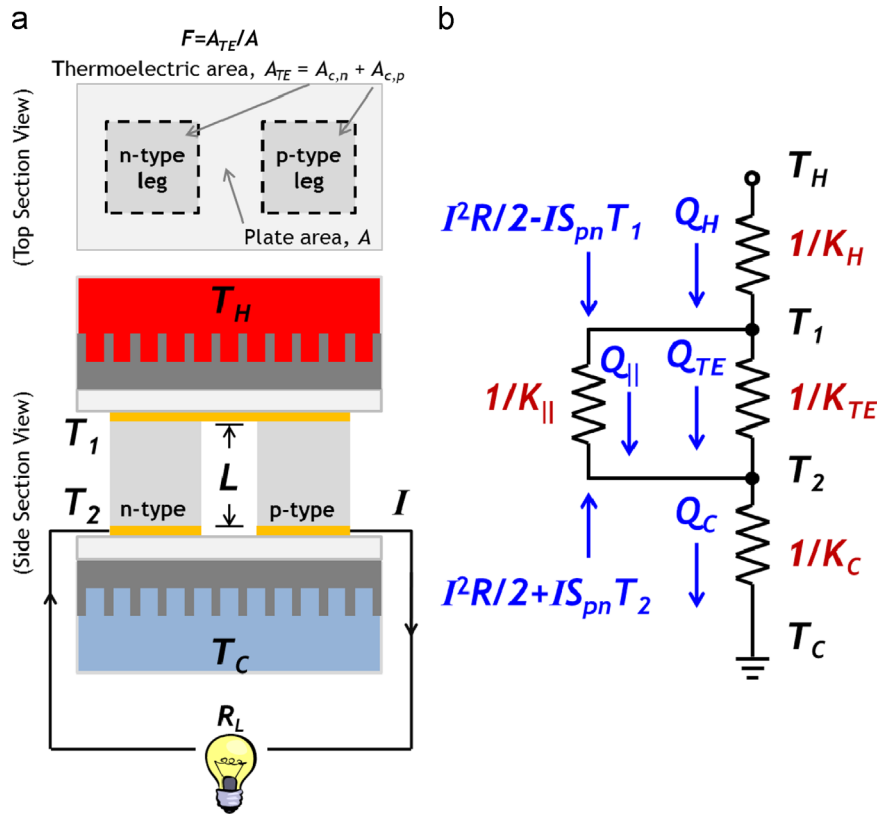 a
F=A_TE/A
Thermoelectric area, A_TE = A_c,n + A_c,p
(Top Section View)
n-type
leg
p-type
leg
Plate area, A
(Side Section View)
T_H
T_1
L
T_2
n-type
p-type
I
T_C
R_L
b
T_H
I²R/2-IS_pnT_1
Q_H
1/K_H
T_1
Q_||
Q_TE
1/K_||
1/K_TE
T_2
Q_C
1/K_C
I²R/2+IS_pnT_2
T_C